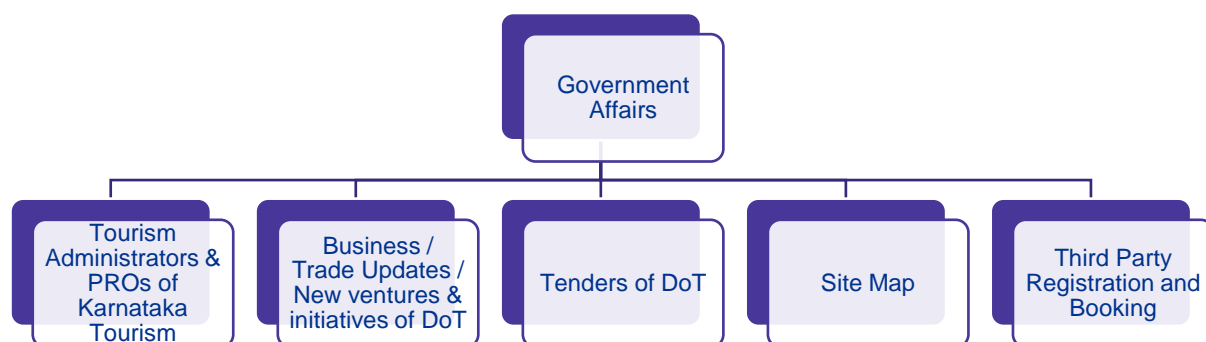 Government
Affairs
Tourism
Administrators &
PROs of
Karnataka
Tourism
Business /
Trade Updates /
New ventures &
initiatives of DoT
Tenders of DoT
Site Map
Third Party
Registration and
Booking